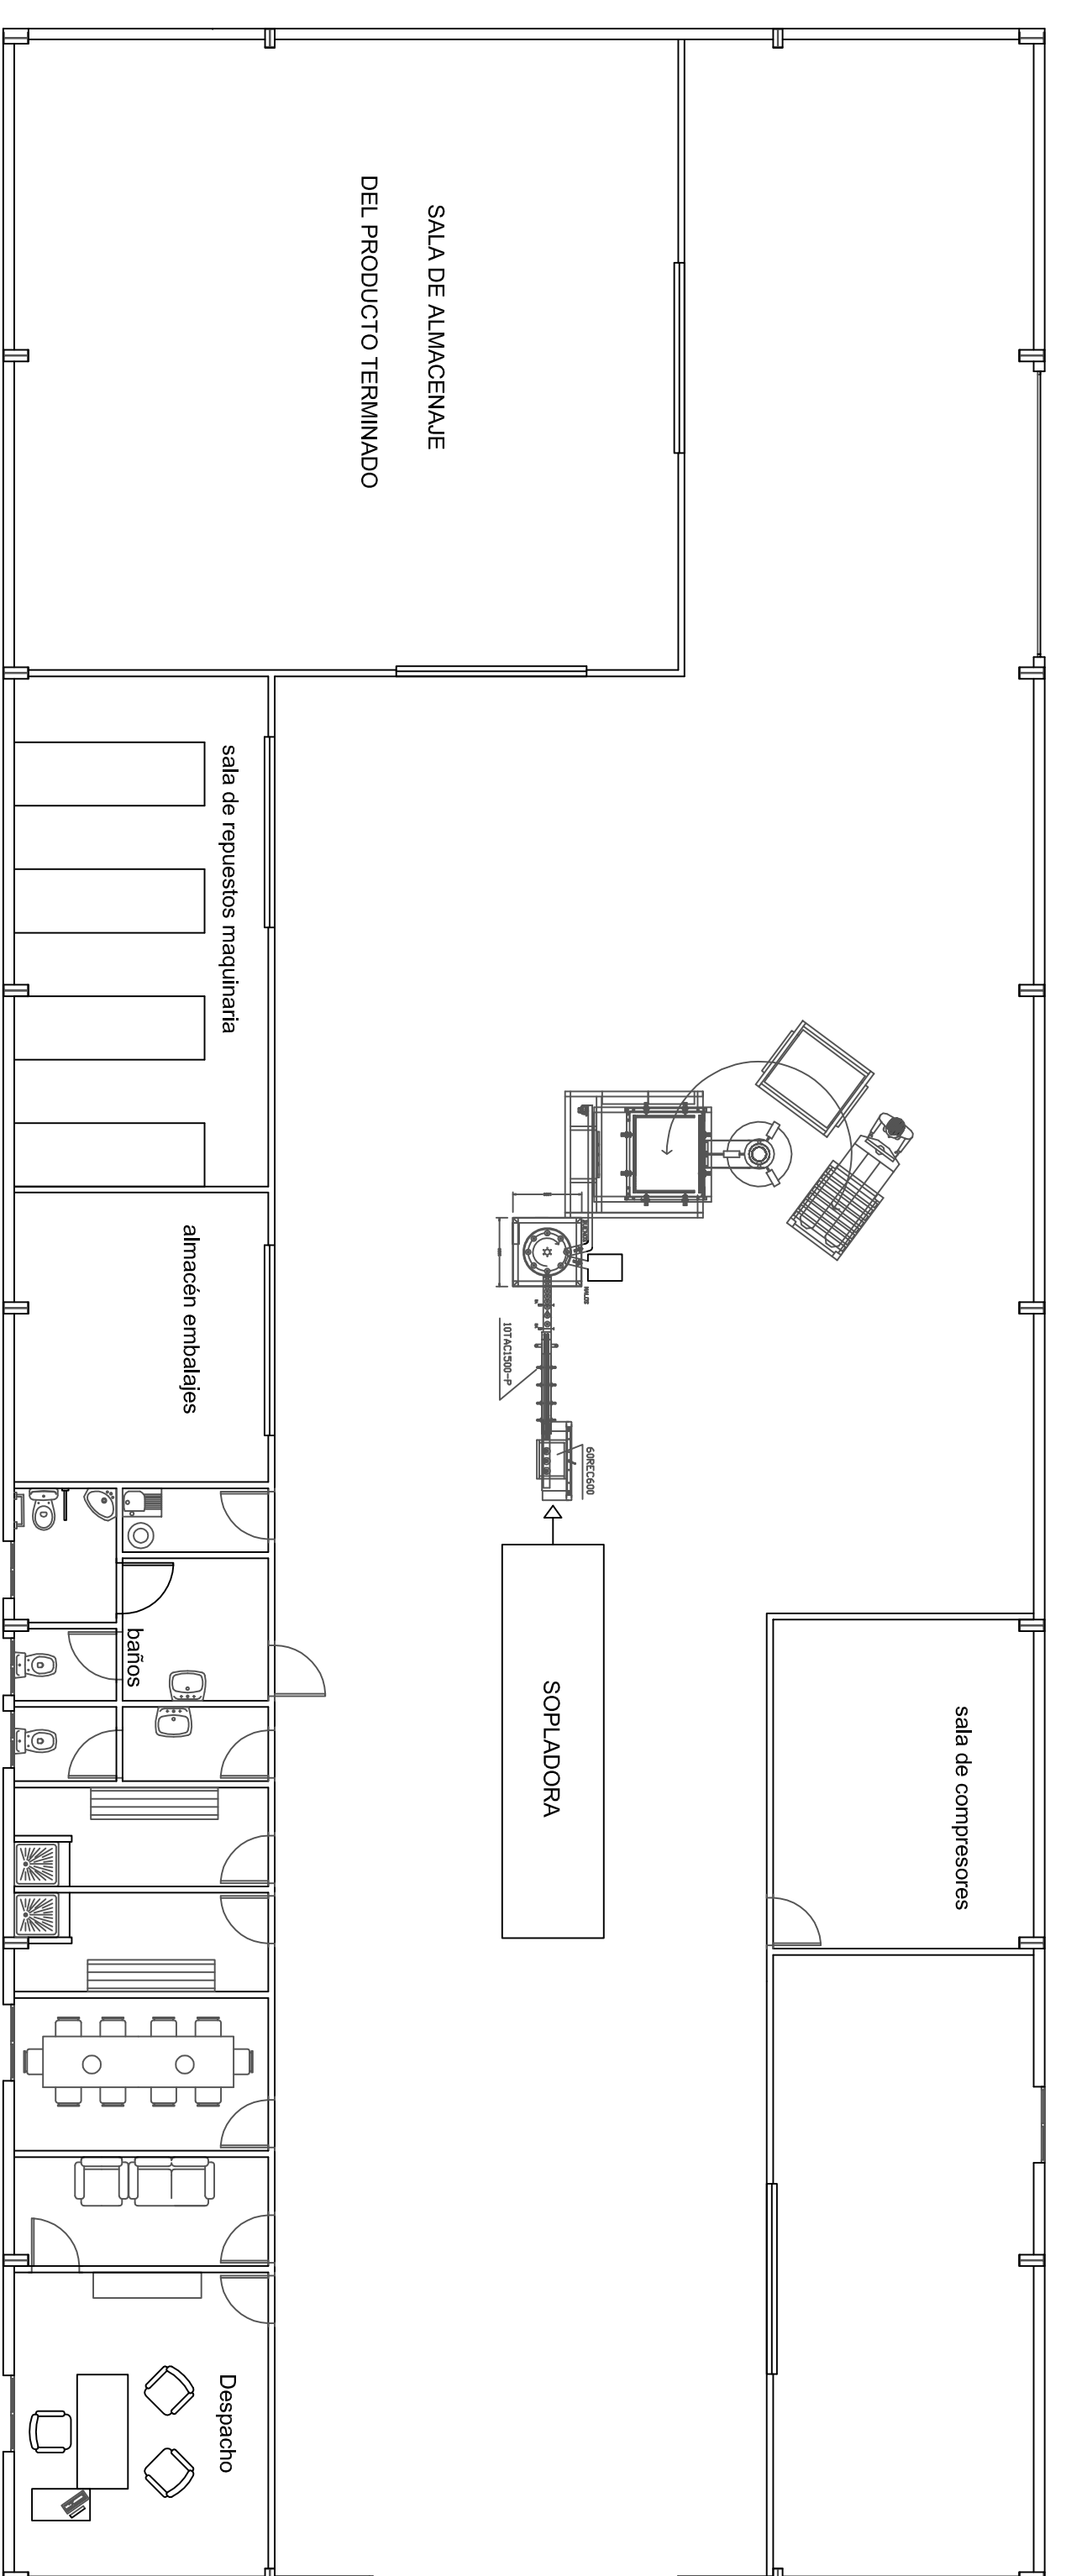 SALA DE ALMACENAJE
DEL PRODUCTO TERMINADO
sala de repuestos maquinaria
almacén embalajes
10TAC1500-P
60REC600
baños
SOPLADORA
sala de compresores
Despacho